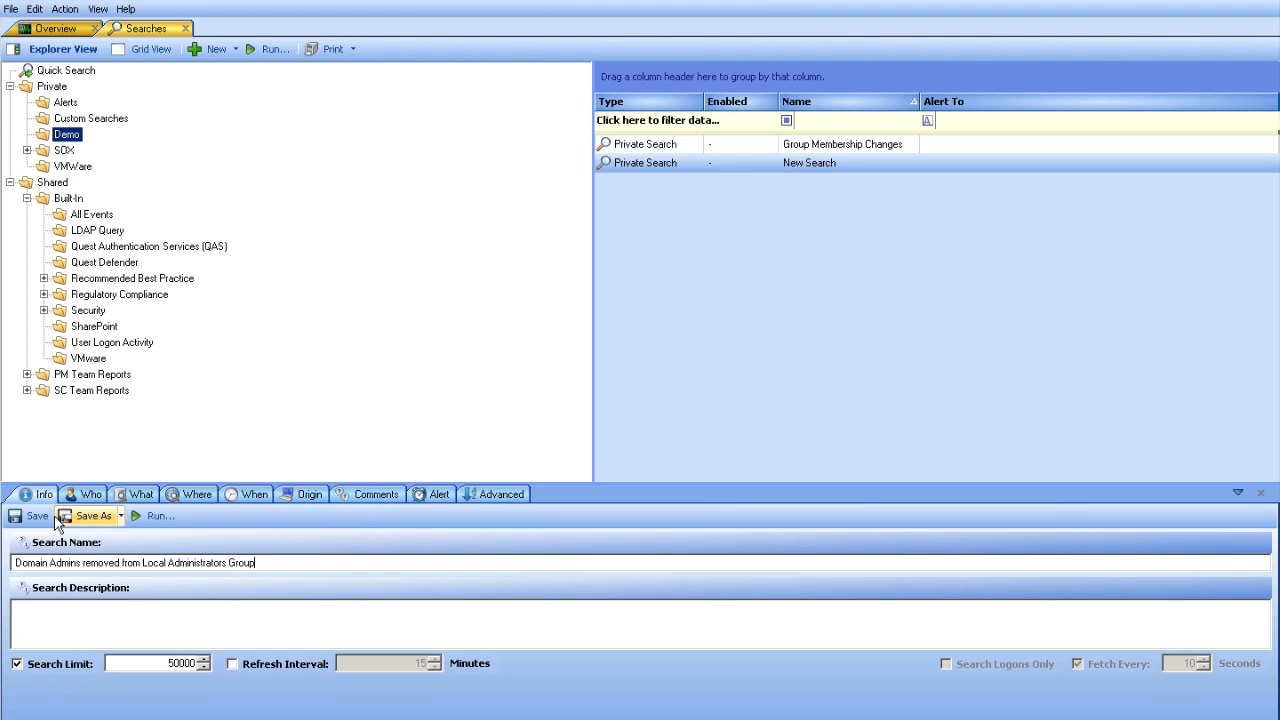 File Edit Action View Help
Overview Searches
Explorer View Grid View New Run... Print
Quick Search
Private
Alerts
Custom Searches
Demo
SOX
VMWare
Shared
Built-In
All Events
LDAP Query
Quest Authentication Services (QAS)
Quest Defender
Recommended Best Practice
Regulatory Compliance
Security
SharePoint
User Logon Activity
VMware
PM Team Reports
SC Team Reports
Drag a column header here to group by that column.
Type Enabled Name Alert To
Click here to filter data... A
Private Search - Group Membership Changes
Private Search - New Search
Info Who What Where When Origin Comments Alert Advanced
Save Save As Run...
Search Name:
Domain Admins removed from Local Administrators Group
Search Description:
Search Limit: 50000 Refresh Interval: 15 Minutes Search Logons Only Fetch Every: 10 Seconds